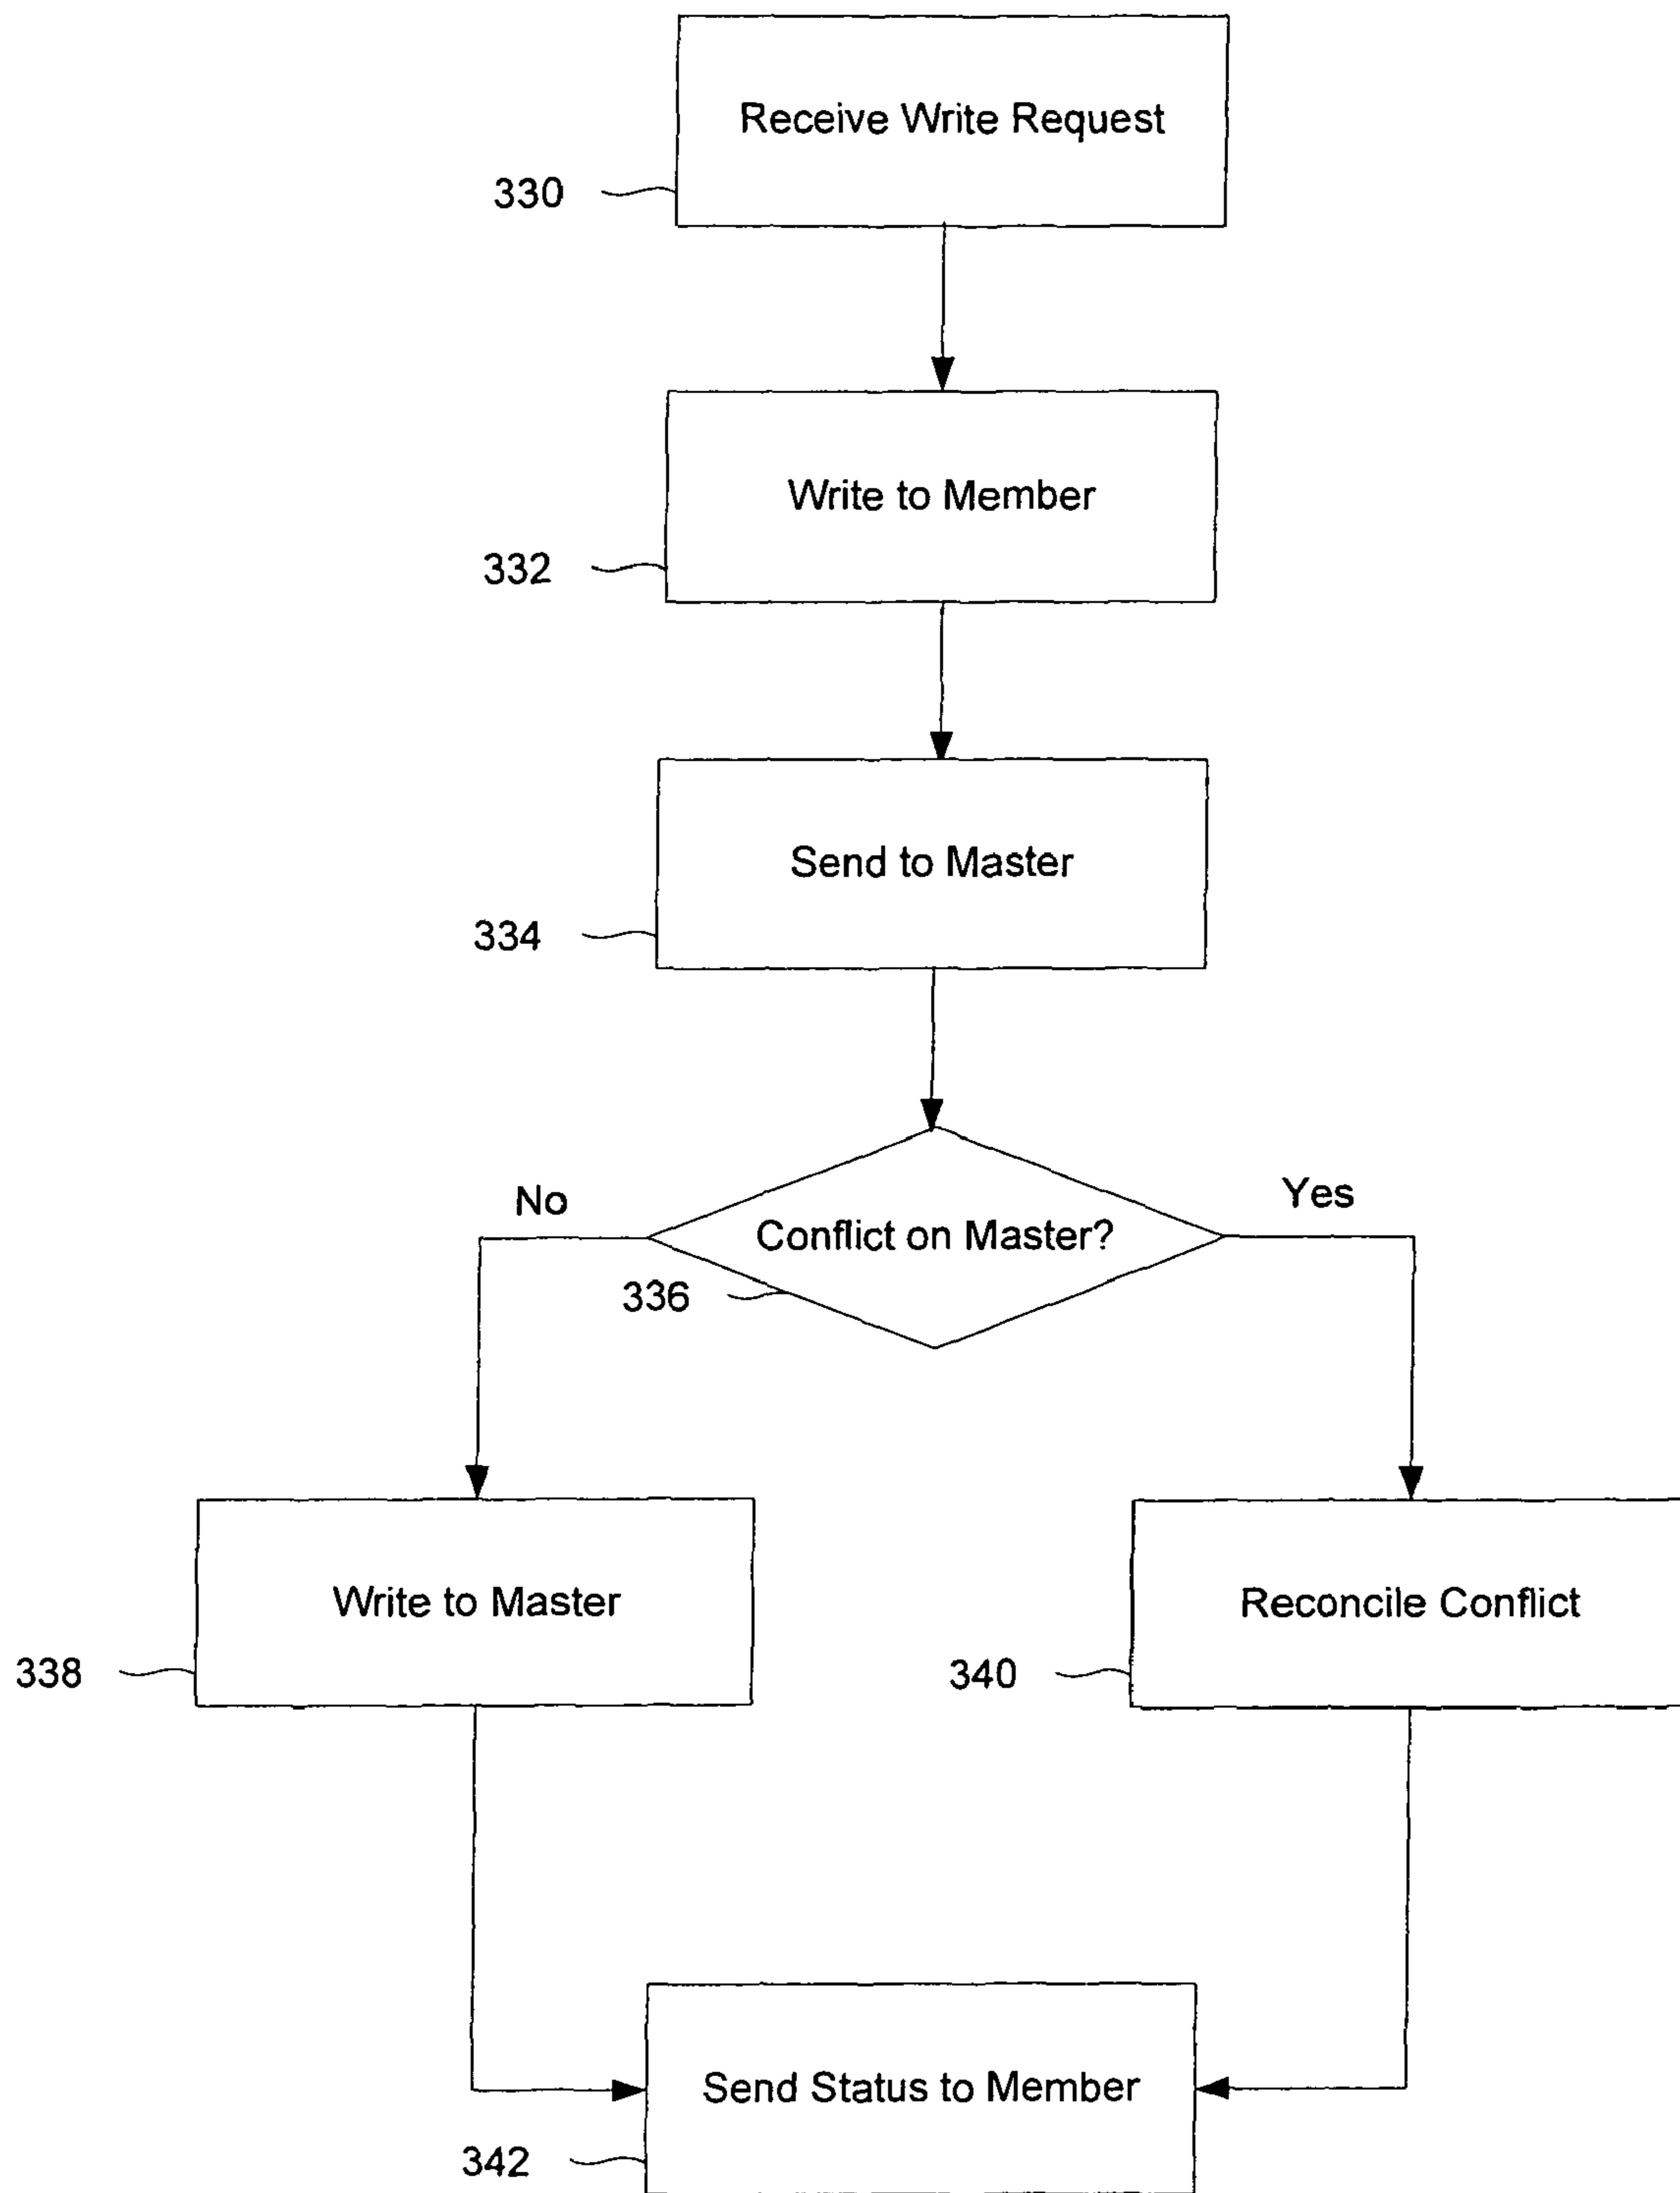 Receive Write Request
330
Write to Member
332
Send to Master
334
No
Yes
Conflict on Master?
336
Write to Master
Reconcile Conflict
338
340
Send Status to Member
342